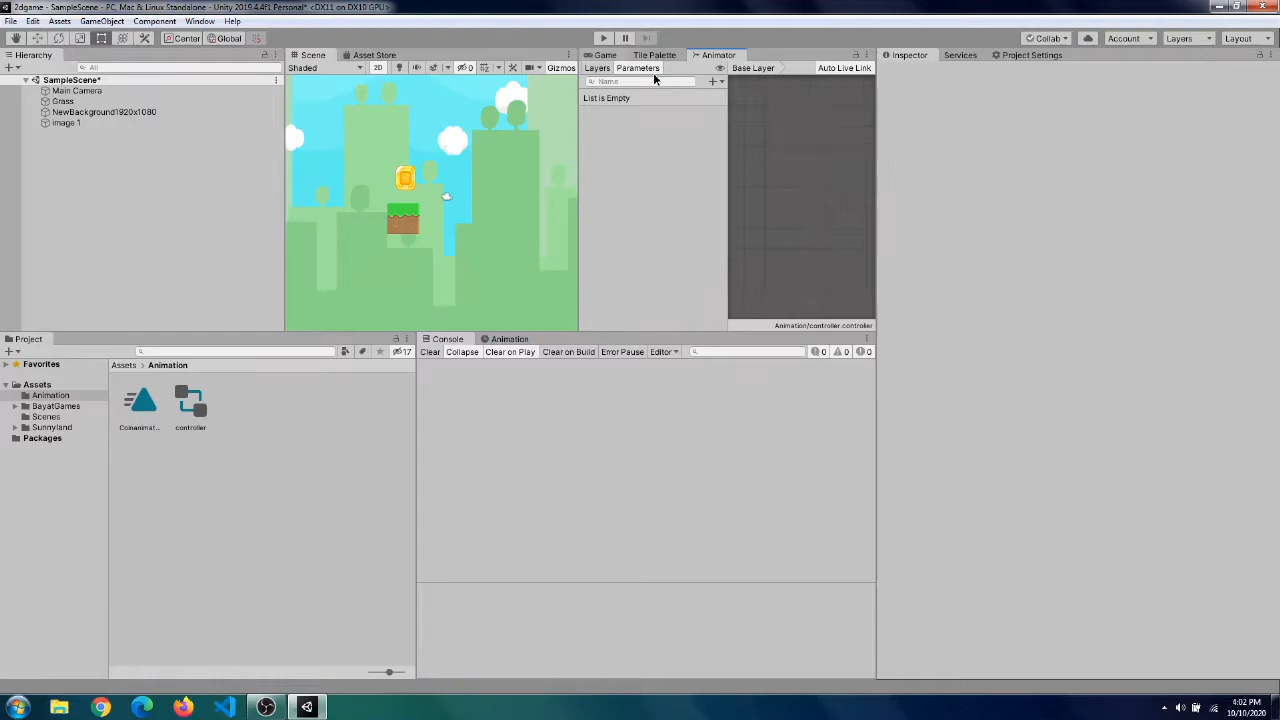 2dgame - SampleScene - PC, Mac & Linux Standalone - Unity 2019.4.4f1 Personal* <DX11 on DX10 GPU>
File Edit Assets GameObject Component Window Help
Center Global Collab Account Layers Layout
Hierarchy Scene Asset Store Game Tile Palette Animator Inspector Services Project Settings
All Shaded 2D 0 Gizmos Layers Parameters Base Layer Auto Live Link
SampleScene*
Name
Main Camera
List is Empty
Grass
NewBackground1920x1080
image 1
Animation/controller.controller
Project Console Animation
17 Clear Collapse Clear on Play Clear on Build Error Pause Editor 0 0 0
Favorites Assets > Animation
Assets
Animation
BayatGames
Scenes
Sunnyland
Coinanimat... controller
Packages
4:02 PM
10/10/2020